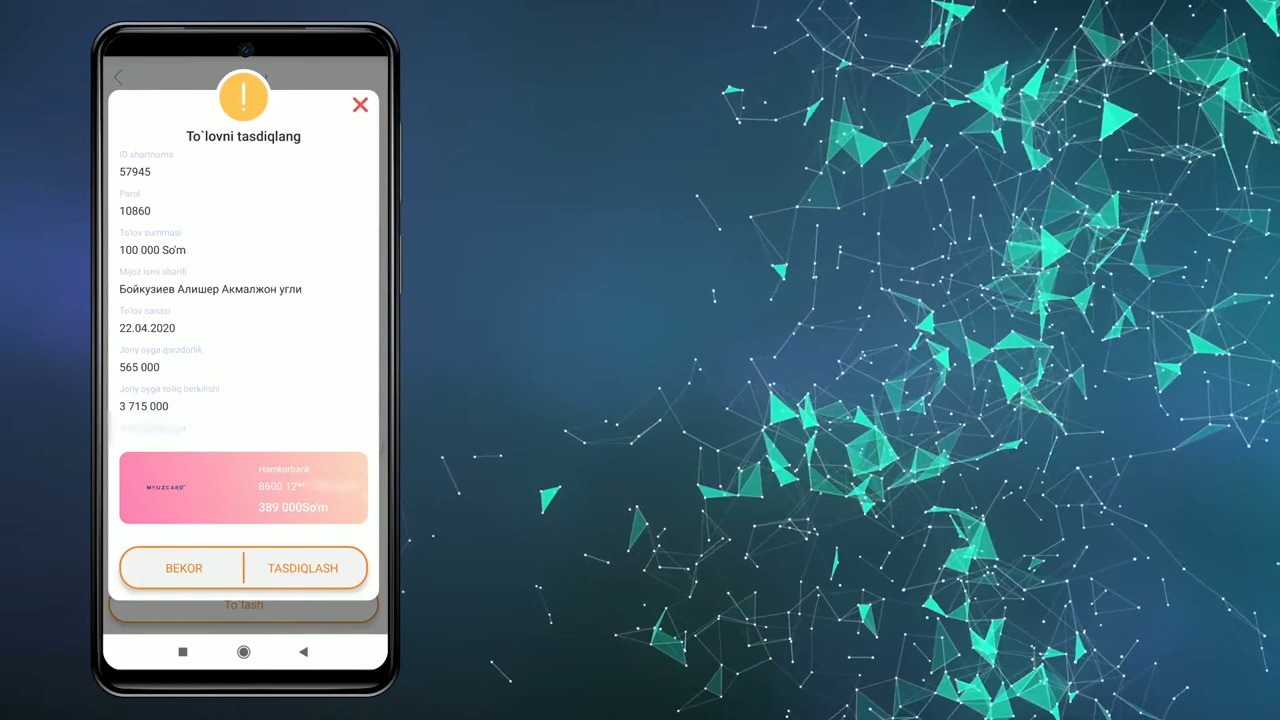 To`lovni tasdiqlang
ID shartnoma
57945
Parol
10860
To'lov summasi
100 000 So'm
Mijoz ismi sharifi
Бойкузиев Алишер Акмалжон угли
To'lov sanasi
22.04.2020
Joriy oyga qarzdorlik
565 000
Joriy oyga to'liq berkilishi
3 715 000
Hamkorbank
8600 12**
MYUZCARD
389 000So'm
BEKOR
TASDIQLASH
To`lash